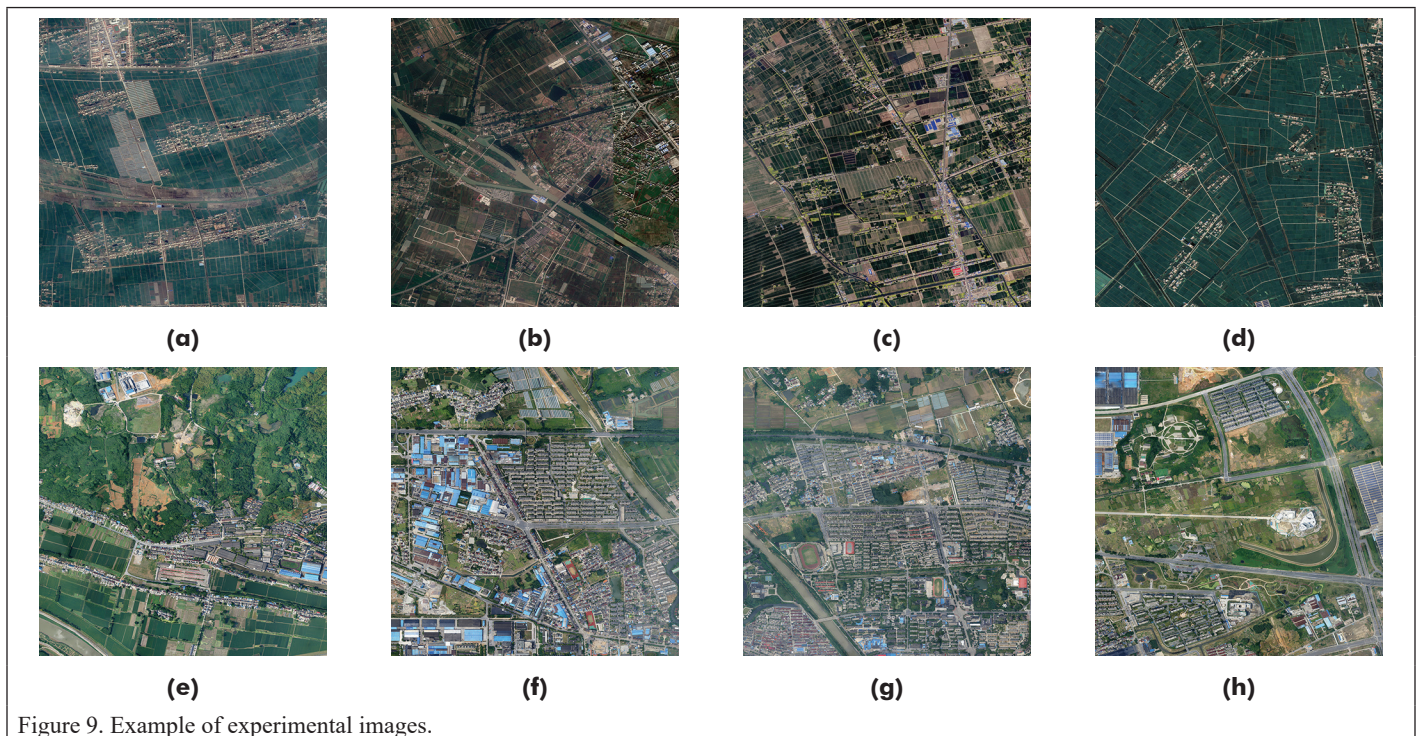 (a)
(b)
(c)
(d)
(e)
(f)
(g)
(h)
Figure 9. Example of experimental images.